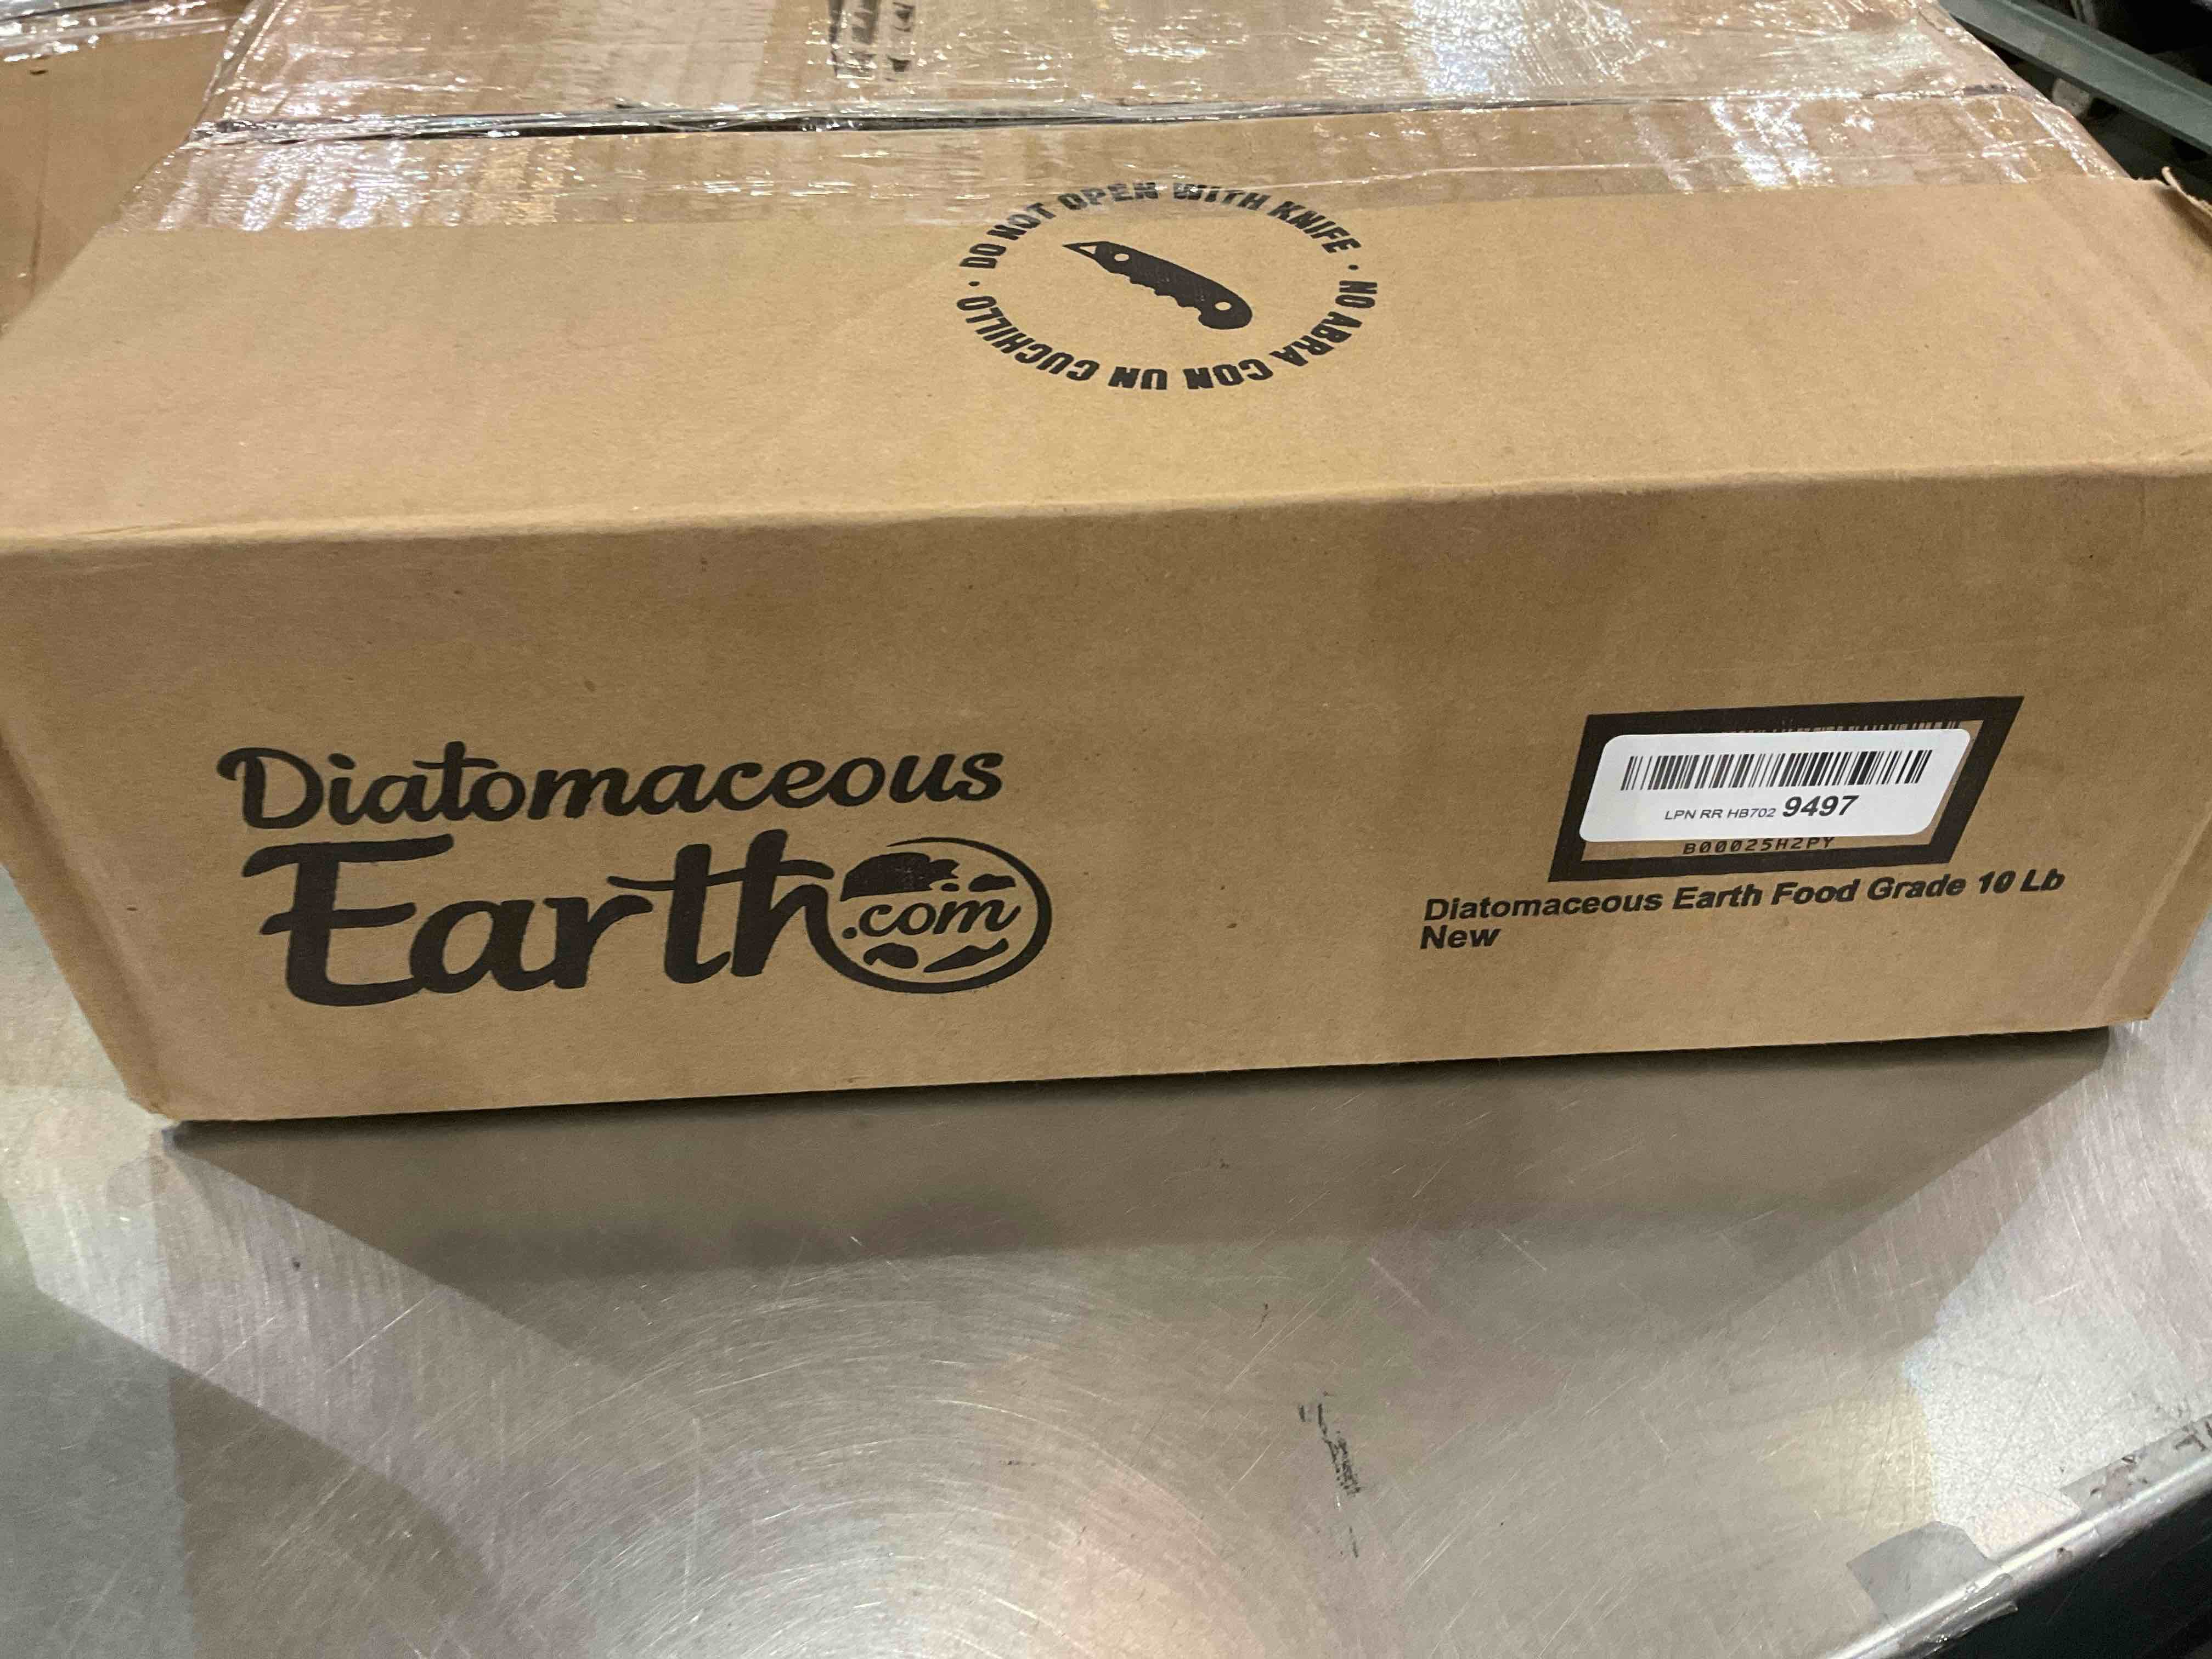 DO NOT OPEN WITH KNIFE · NO ABRA CON UN CUCHILLO ·
Diatomaceous
Earth
.com
LPN RR HB702 9497
B00025H2PY
Diatomaceous Earth Food Grade 10 Lb
New